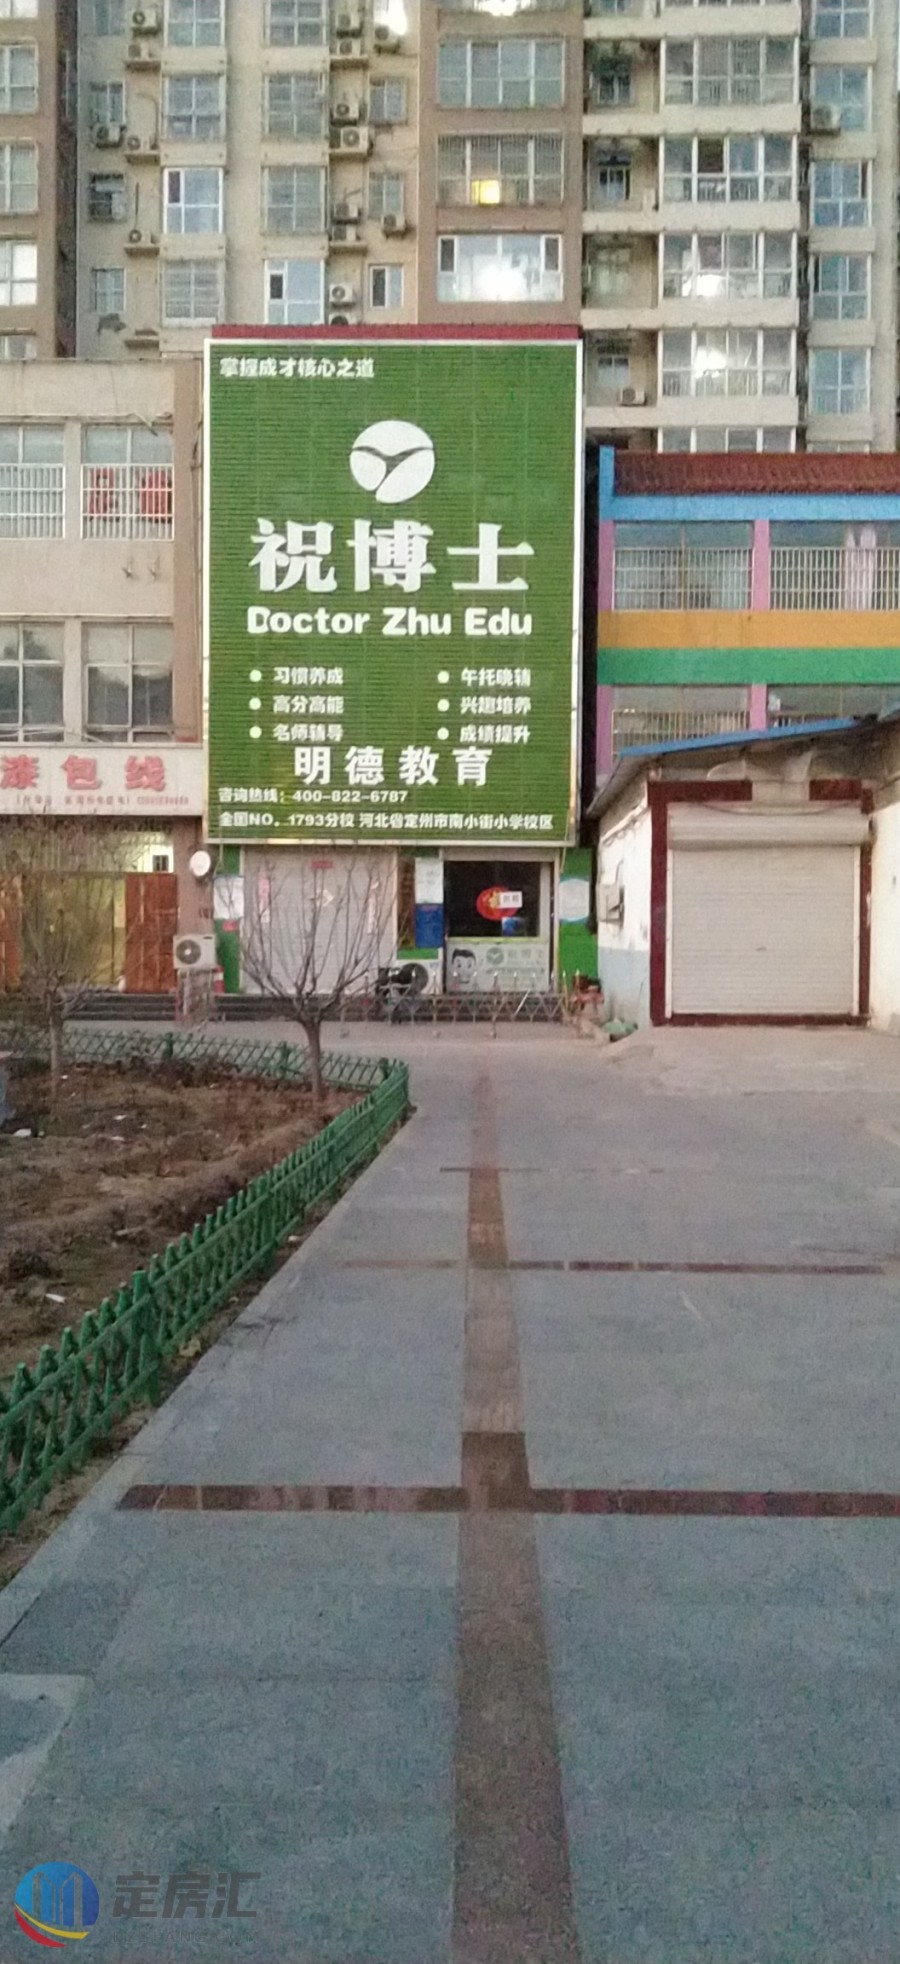 掌握成才核心之道
祝博士
Doctor Zhu Edu
习惯养成
高分高能
名师辅导
午托晚辅
兴趣培养
成绩提升
明德教育
咨询热线：400-822-6787
全国NO。1793分校 河北省定州市南小街小学校区
漆包线
定房汇